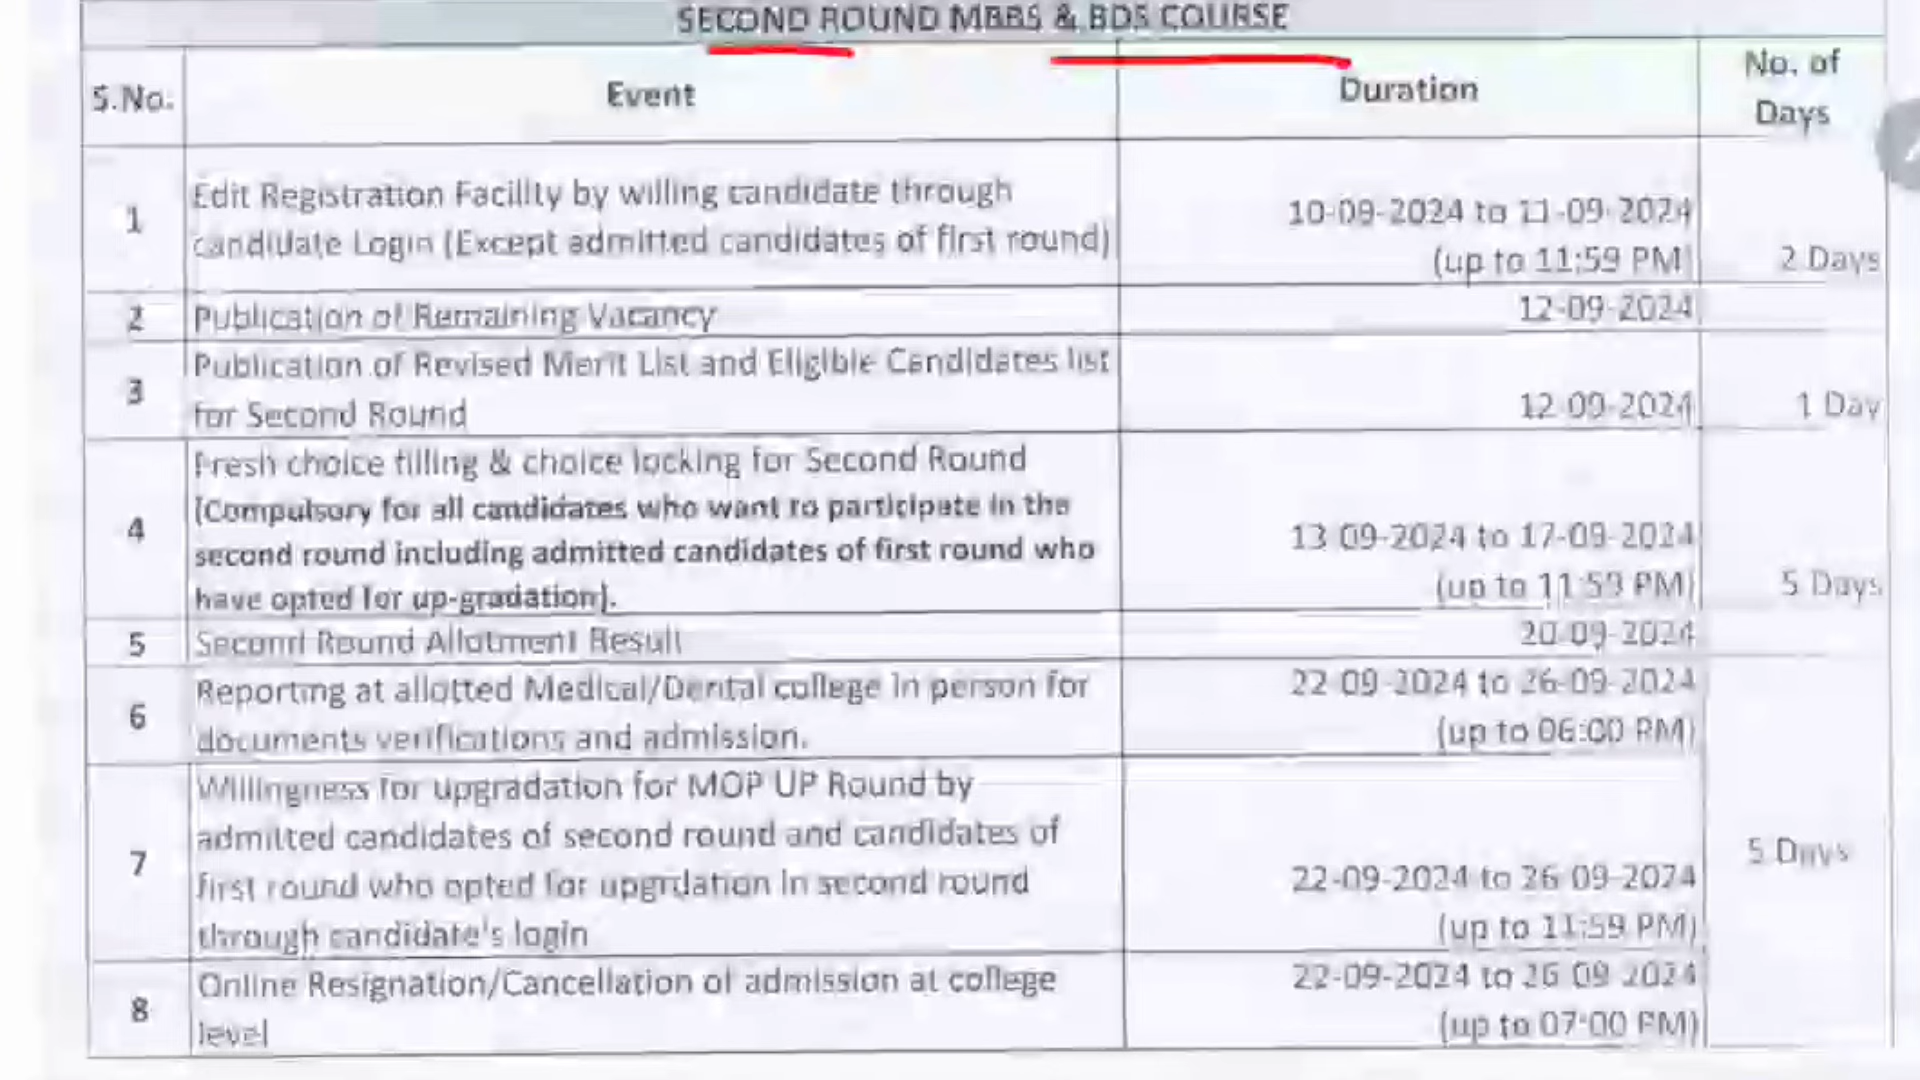 SECOND ROUND MBBS & BDS COURSE
S.No.
Event
Duration
No. of
Days
1
Edit Registration Facility by willing candidate through
candidate Login (Except admitted candidates of first round)
10-09-2024 to 11-09-2024
(up to 11:59 PM)
2 Days
2
Publication of Remaining Vacancy
12-09-2024
3
Publication of Revised Merit List and Eligible Candidates list
for Second Round
12-09-2024
1 Day
4
Fresh choice filling & choice locking for Second Round
(Compulsory for all candidates who want to participate in the
second round including admitted candidates of first round who
have opted for up-gradation).
13-09-2024 to 17-09-2024
(up to 11:59 PM)
5 Days
5
Second Round Allotment Result
20-09-2024
6
Reporting at allotted Medical/Dental college in person for
documents verifications and admission.
22-09-2024 to 26-09-2024
(up to 06:00 PM)
7
Willingness for upgradation for MOP UP Round by
admitted candidates of second round and candidates of
first round who opted for upgrdation in second round
through candidate's login
22-09-2024 to 26-09-2024
(up to 11:59 PM)
5 Days
8
Online Resignation/Cancellation of admission at college
level
22-09-2024 to 26-09-2024
(up to 07:00 PM)